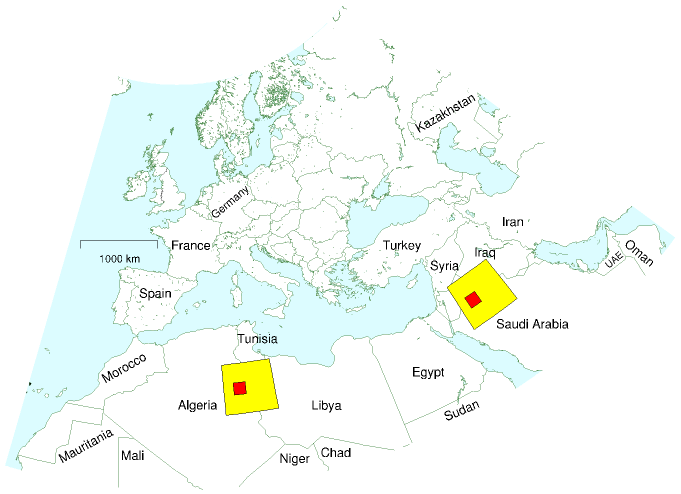 Kazakhstan
Germany
Iran
France
Turkey
1000 km
Iraq
UAE
Oman
Syria
Spain
Saudi Arabia
Tunisia
Morocco
Egypt
Algeria
Libya
Sudan
Mauritania
Mali
Niger
Chad